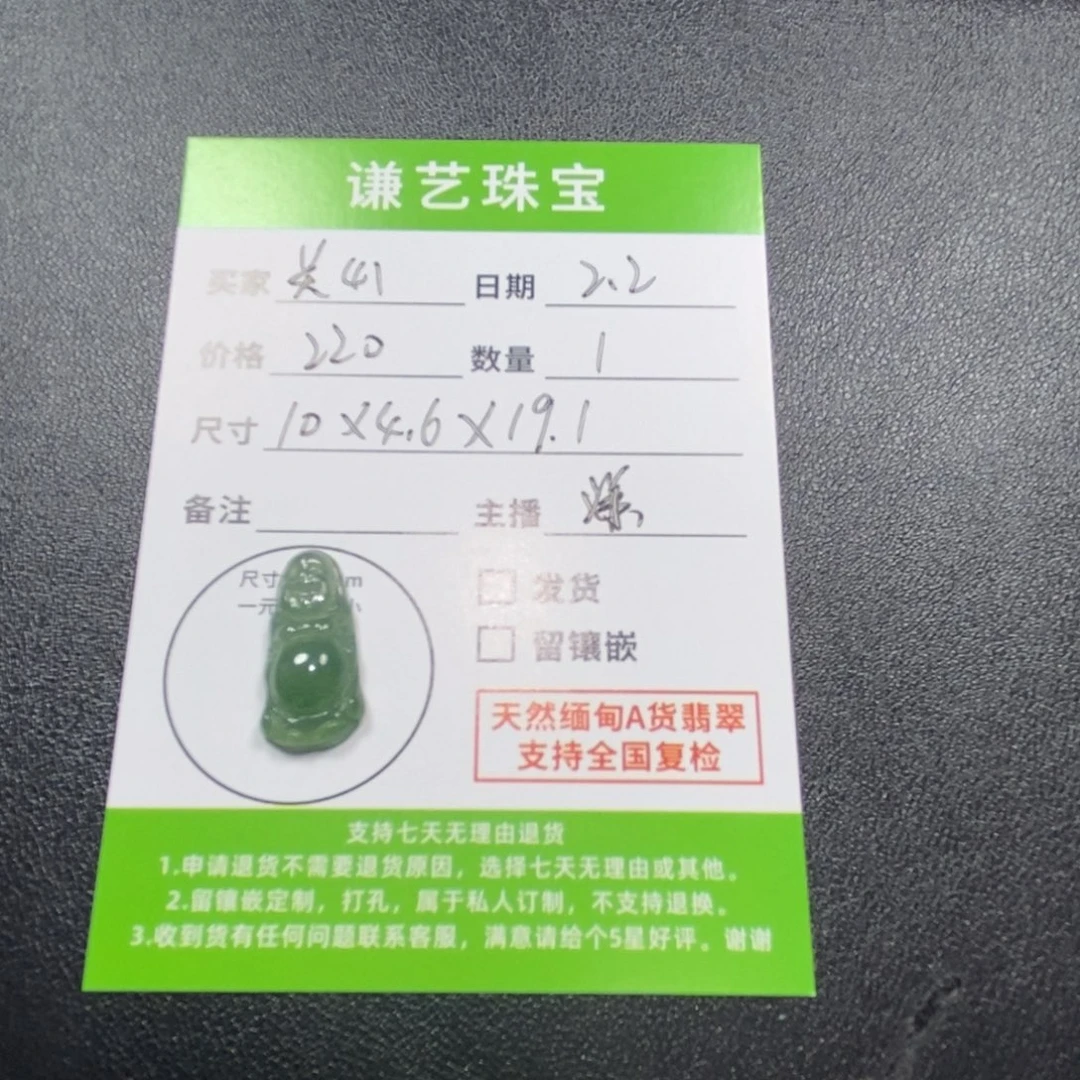 谦艺珠宝
买家 关41 日期 2.2
价格 220 数量 1
尺寸 10X4.6X19.1
备注 主播
尺寸 m
一元 小
发货
留镶嵌
天然缅甸A货翡翠
支持全国复检
支持七天无理由退货
1.申请退货不需要退货原因，选择七天无理由或其他。
2.留镶嵌定制，打孔，属于私人订制，不支持退换。
3.收到货有任何问题联系客服，满意请给个5星好评。谢谢